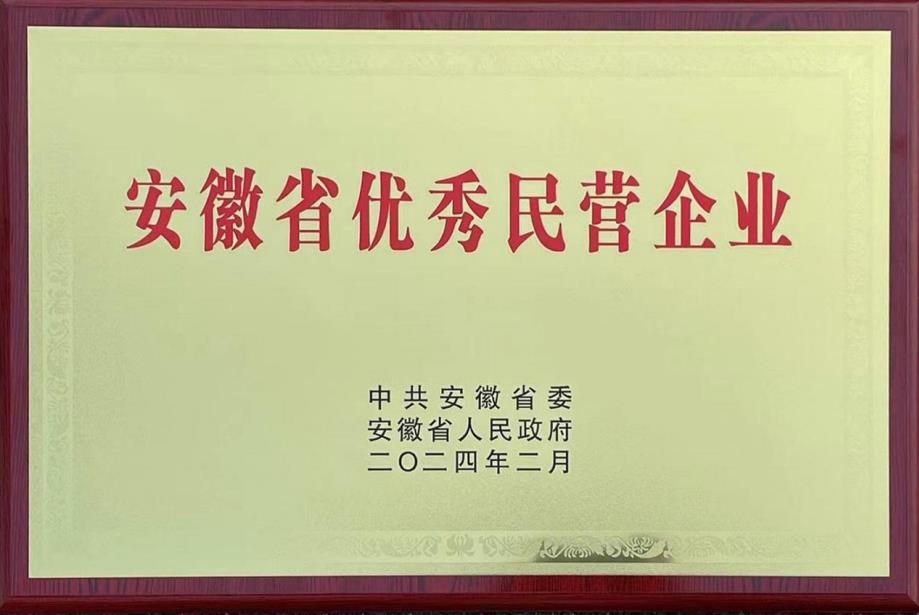 安徽省优秀民营企业
中共安徽省委
安徽省人民政府
二〇二四年二月